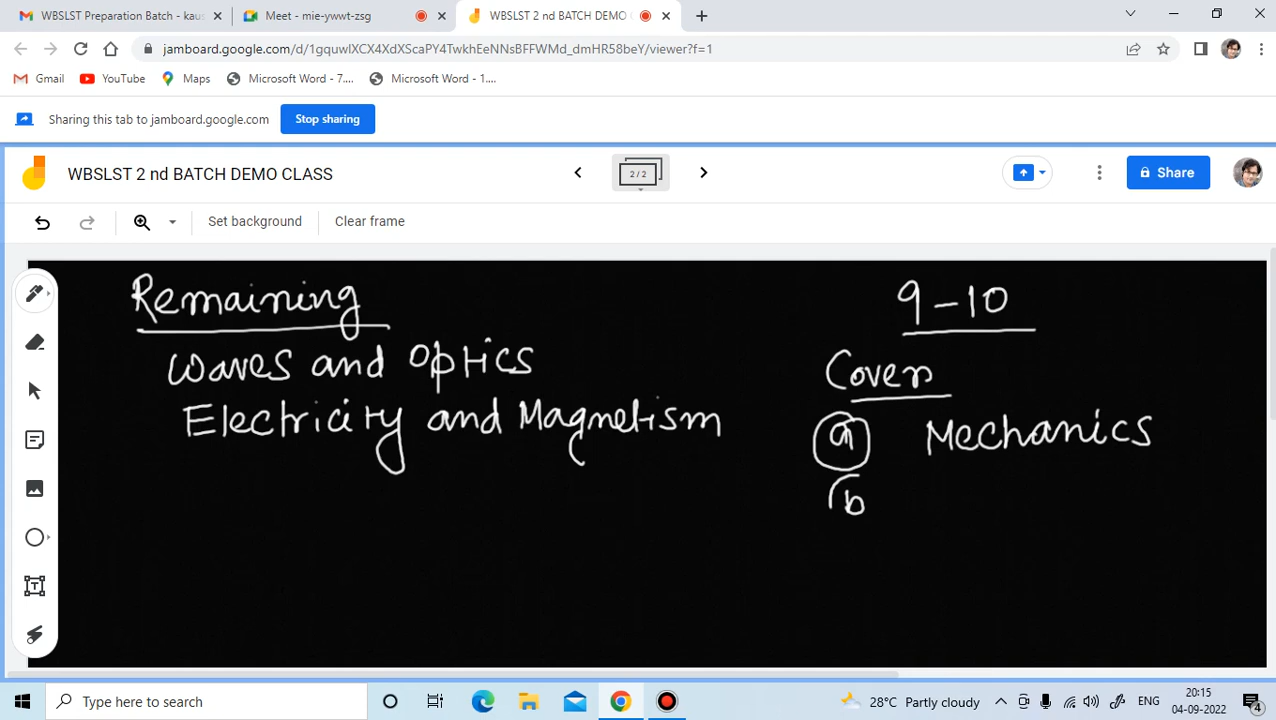 WBSLST Preparation Batch - kaus
Meet - mie-ywwt-zsg
WBSLST 2 nd BATCH DEMO C
jamboard.google.com/d/1gquwIXCX4XdXScaPY4TwkhEeNNsBFFWMd_dmHR58beY/viewer?f=1
Gmail
YouTube
Maps
Microsoft Word - 7....
Microsoft Word - 1....
Sharing this tab to jamboard.google.com
Stop sharing
WBSLST 2 nd BATCH DEMO CLASS
2 / 2
Share
Set background
Clear frame
Remaining
Waves and Optics
Electricity and Magnetism
9-10
Cover
a Mechanics
b
Type here to search
28°C Partly cloudy
ENG
20:15
04-09-2022
4